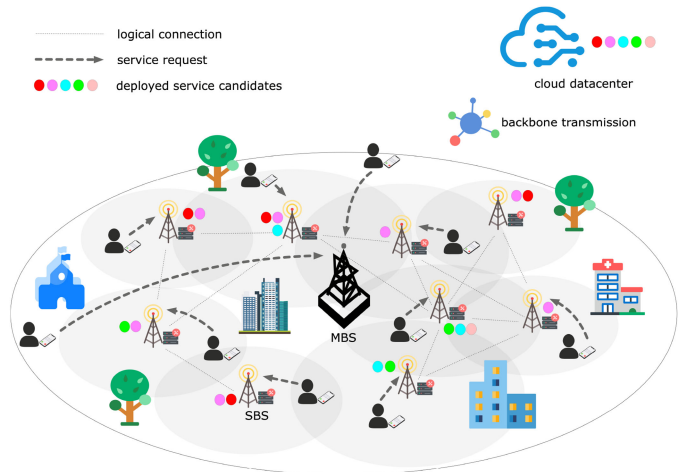 logical connection
service request
deployed service candidates
cloud datacenter
backbone transmission
MBS
SBS